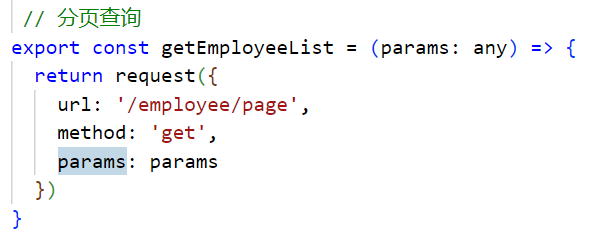 // 分页查询
export const getEmployeeList = (params: any) => {
  return request({
    url: '/employee/page',
    method: 'get',
    params: params
  })
}